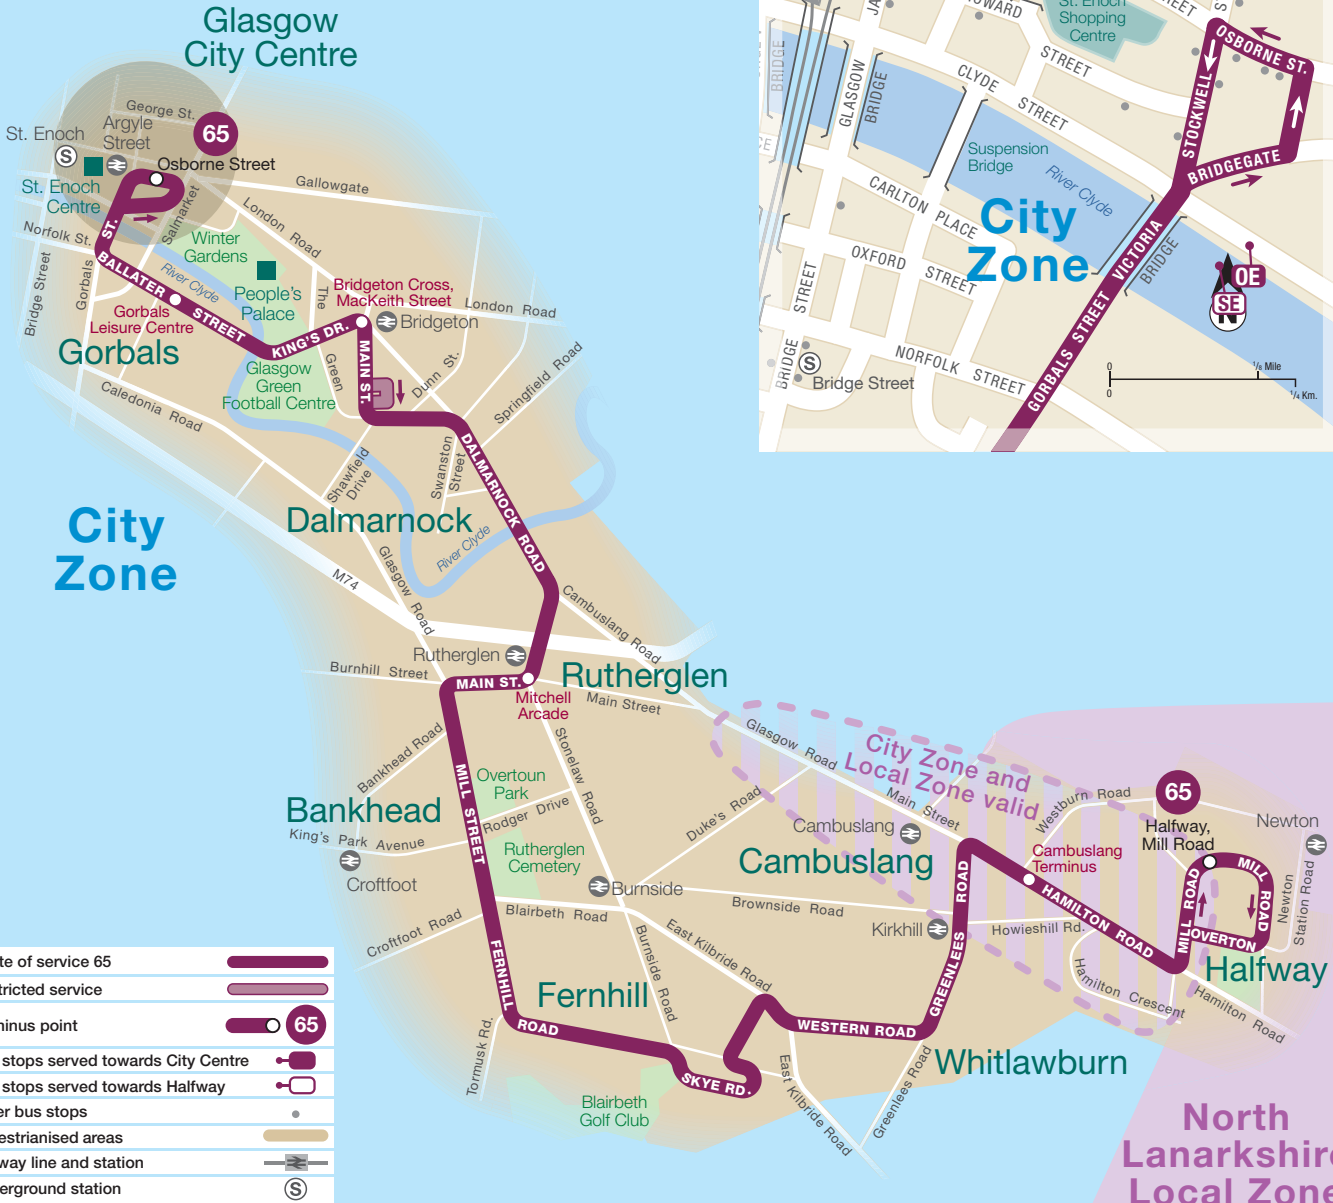 Glasgow
City Centre
George St.
Argyle
Street
St. Enoch
S
65
Osborne Street
St. Enoch
Centre
Gallowgate
Salmarket
London Road
Norfolk St.
ST.
Winter
Gardens
Bridge Street
Gorbals
BALLATER
STREET
River Clyde
People's
Palace
The
Green
Bridgeton Cross,
MacKeith Street
London Road
Bridgeton
Gorbals
Leisure Centre
KING'S DR.
Gorbals
Glasgow
Green
Football Centre
MAIN ST.
Dunn St.
Springfield Road
Caledonia Road
Shawfield
Drive
Swanston
Street
DALMARNOCK ROAD
City
Zone
Dalmarnock
River Clyde
M74
Glasgow Road
Cambuslang Road
Rutherglen
Burnhill Street
MAIN ST.
Rutherglen
Mitchell
Arcade
Main Street
Bankhead Road
Stonelaw Road
MILL STREET
Overtoun
Park
Rodger Drive
Bankhead
King's Park Avenue
Croftfoot
Rutherglen
Cemetery
Burnside
Duke's Road
Glasgow Road
City Zone and
Local Zone valid
Main Street
Westburn Road
65
Halfway,
Mill Road
Newton
Cambuslang
Cambuslang
Cambuslang
Terminus
MILL ROAD
MILL ROAD
Newton
Station Road
Blairbeth Road
Brownside Road
Kirkhill
Howieshill Rd.
HAMILTON ROAD
OVERTON
Croftfoot Road
FERNHILL
ROAD
Burnside Road
East Kilbride Road
GREENLEES ROAD
Hamilton Crescent
Hamilton Road
Halfway
Fernhill
WESTERN ROAD
Whitlawburn
Tormusk Rd.
SKYE RD.
East Kilbride Road
Greenlees Road
Blairbeth
Golf Club
North
Lanarkshire
Local Zone
HOWARD
STREET
St. Enoch
Shopping
Centre
OSBORNE ST.
STOCKWELL
BRIDGEGATE
GLASGOW
BRIDGE
BRIDGE
CLYDE STREET
Suspension
Bridge
River Clyde
CARLTON PLACE
City
Zone
OXFORD STREET
VICTORIA
BRIDGE
OE
SE
BRIDGE STREET
S
Bridge Street
NORFOLK STREET
GORBALS STREET
0
1/8 Mile
0
1/4 Km.
te of service 65
tricted service
minus point
65
stops served towards City Centre
stops served towards Halfway
er bus stops
estrianised areas
way line and station
erground station
S